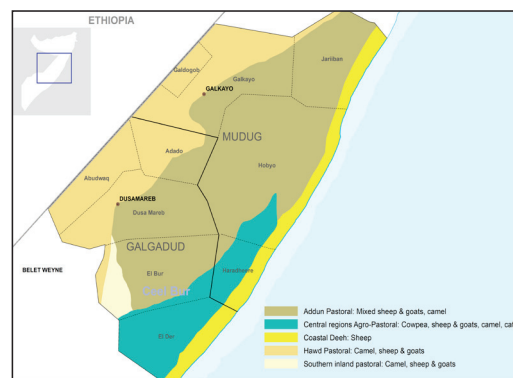 ETHIOPIA
Galdogob
Galkayo
Jariiban
GALKAYO
MUDUG
Adado
Hobyo
Abudwaq
DUSAMAREB
Dusa Mareb
GALGADUD
BELET WEYNE
El Bur
Haradheere
El Der
Addun Pastoral: Mixed sheep & goats, camel
Central regions Agro-Pastoral: Cowpea, sheep & goats, camel, cat
Coastal Deeh: Sheep
Hawd Pastoral: Camel, sheep & goats
Southern inland pastoral: Camel, sheep & goats